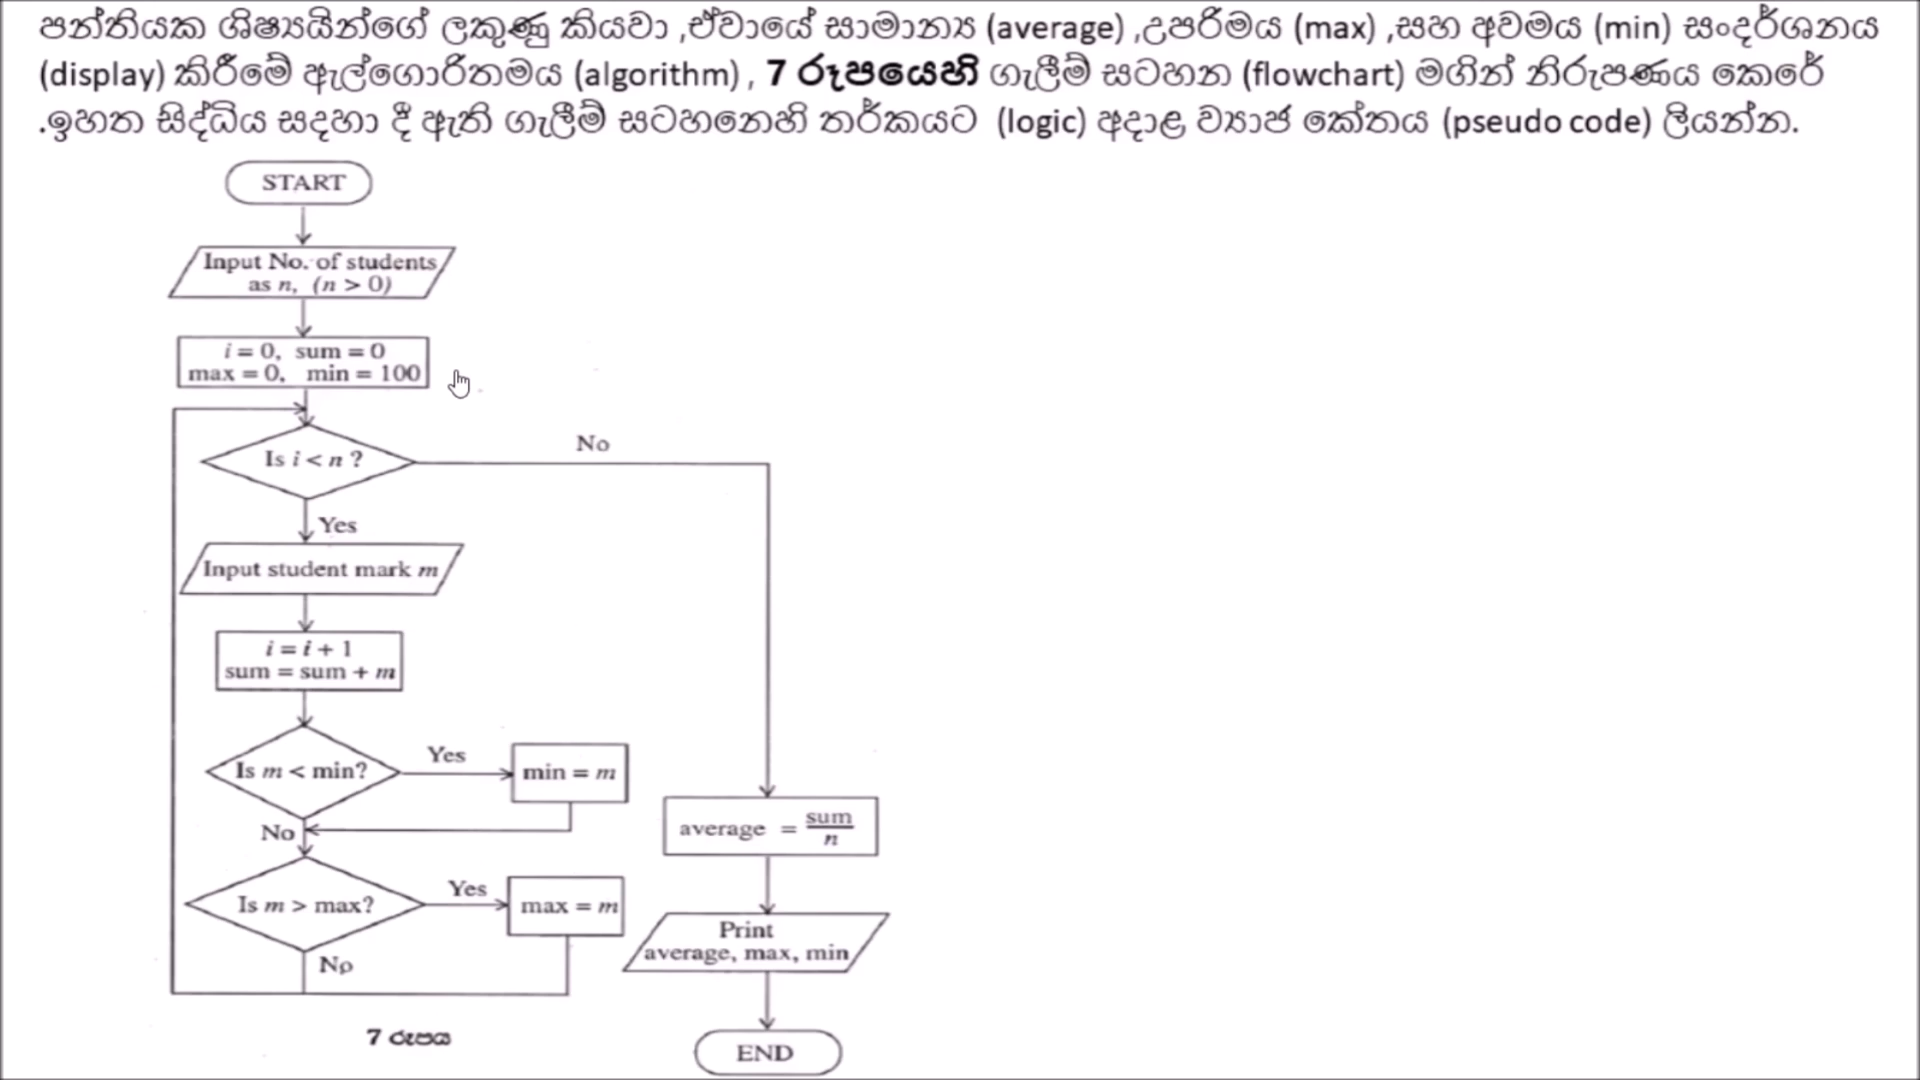 පන්තියක ශිෂ්‍යයින්ගේ ලකුණු කියවා ,ඒවායේ සාමාන්‍ය (average) ,උපරිමය (max) ,සහ අවමය (min) සංදර්ශනය
(display) කිරීමේ ඇල්ගොරිතමය (algorithm) , 7 රූපයෙහි ගැලීම් සටහන (flowchart) මගින් නිරුපණය කෙරේ
.ඉහත සිද්ධිය සදහා දී ඇති ගැලීම් සටහනෙහි තර්කයට (logic) අදාළ ව්‍යාජ කේතය (pseudo code) ලියන්න.
START
Input No. of students
as n, (n > 0)
i = 0, sum = 0
max = 0, min = 100
Is i < n ?
No
Yes
Input student mark m
i = i + 1
sum = sum + m
Is m < min?
Yes
min = m
No
Is m > max?
Yes
max = m
No
average = sum
n
Print
average, max, min
END
7 රූපය